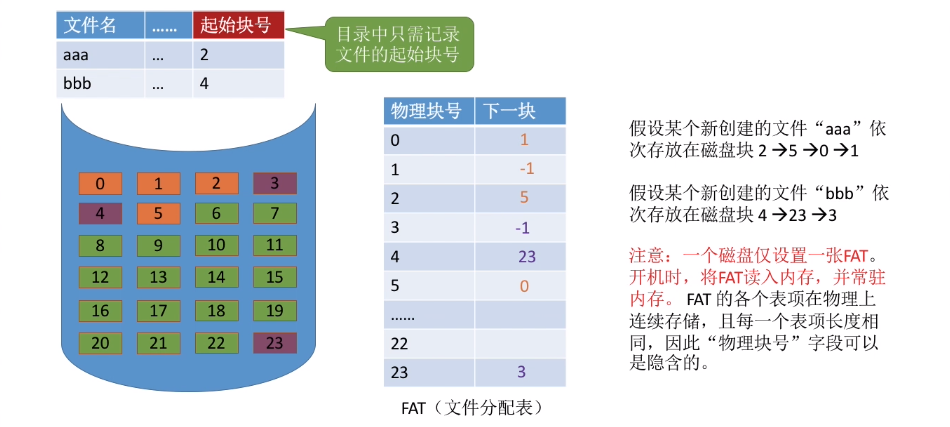 文件名 …… 起始块号
aaa … 2
bbb … 4
目录中只需记录
文件的起始块号
0 1 2 3
4 5 6 7
8 9 10 11
12 13 14 15
16 17 18 19
20 21 22 23
物理块号 下一块
0 1
1 -1
2 5
3 -1
4 23
5 0
……
22
23 3
FAT（文件分配表）
假设某个新创建的文件“aaa”依
次存放在磁盘块 2 →5 →0 →1
假设某个新创建的文件“bbb”依
次存放在磁盘块 4 →23 →3
注意：一个磁盘仅设置一张FAT。
开机时，将FAT读入内存，并常驻
内存。 FAT 的各个表项在物理上
连续存储，且每一个表项长度相
同，因此“物理块号”字段可以
是隐含的。